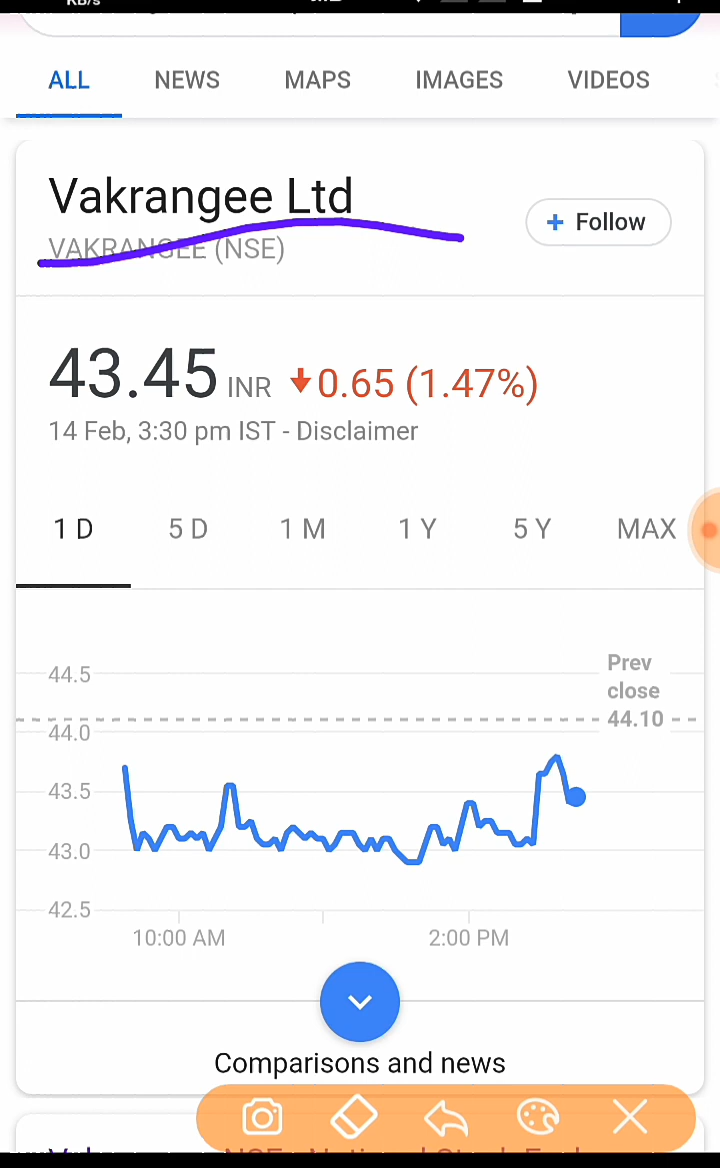 KB/s
ALL NEWS MAPS IMAGES VIDEOS
Vakrangee Ltd
VAKRANGEE (NSE)
+ Follow
43.45 INR 0.65 (1.47%)
14 Feb, 3:30 pm IST - Disclaimer
1 D 5 D 1 M 1 Y 5 Y MAX
Prev
close
44.10
44.5
44.0
43.5
43.0
42.5
10:00 AM 2:00 PM
Comparisons and news